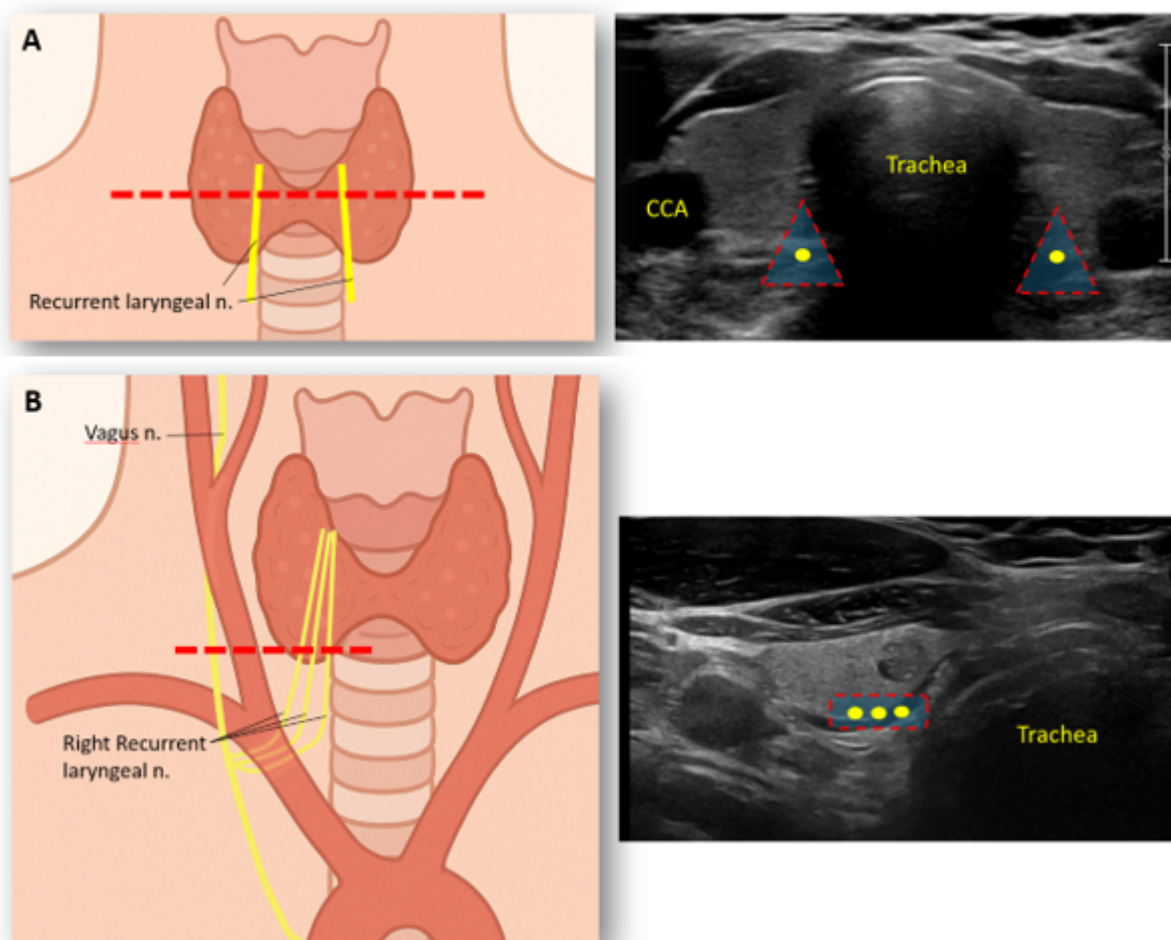 A
Trachea
CCA
Recurrent laryngeal n.
B
Vagus n.
Right Recurrent
laryngeal n.
Trachea